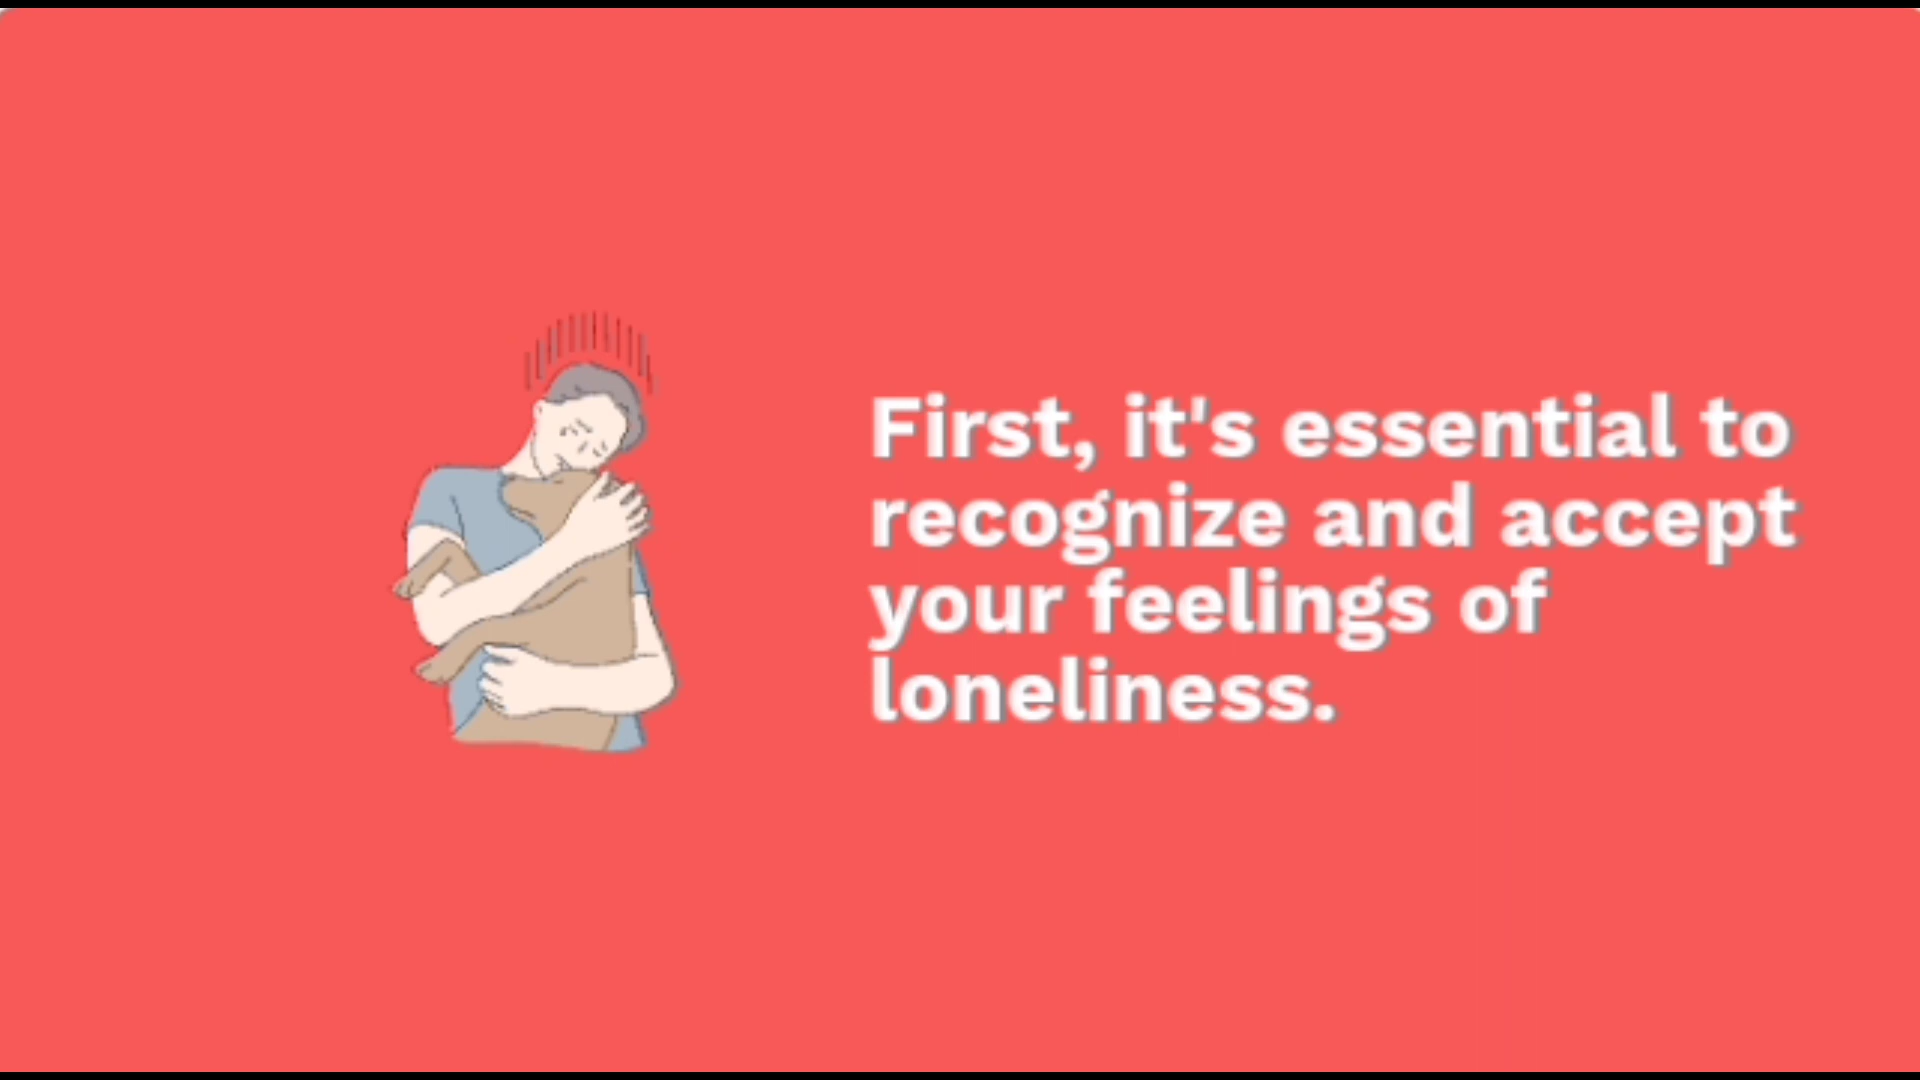 First, it's essential to
recognize and accept
your feelings of
loneliness.